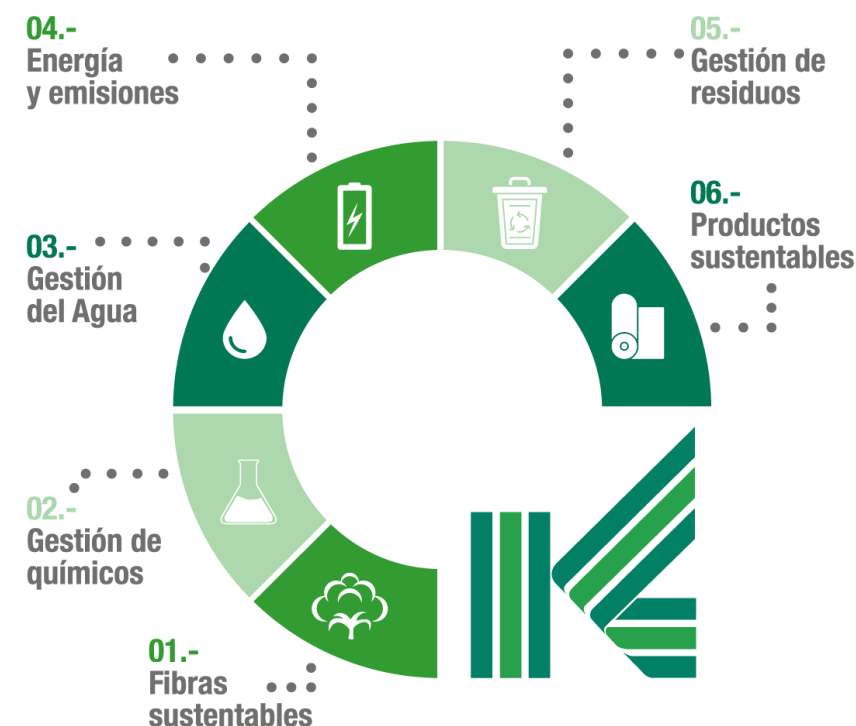 04.-
Energía
y emisiones
05.-
Gestión de
residuos
06.-
Productos
sustentables
03.-
Gestión
del Agua
02.-
Gestión de
químicos
01.-
Fibras
sustentables